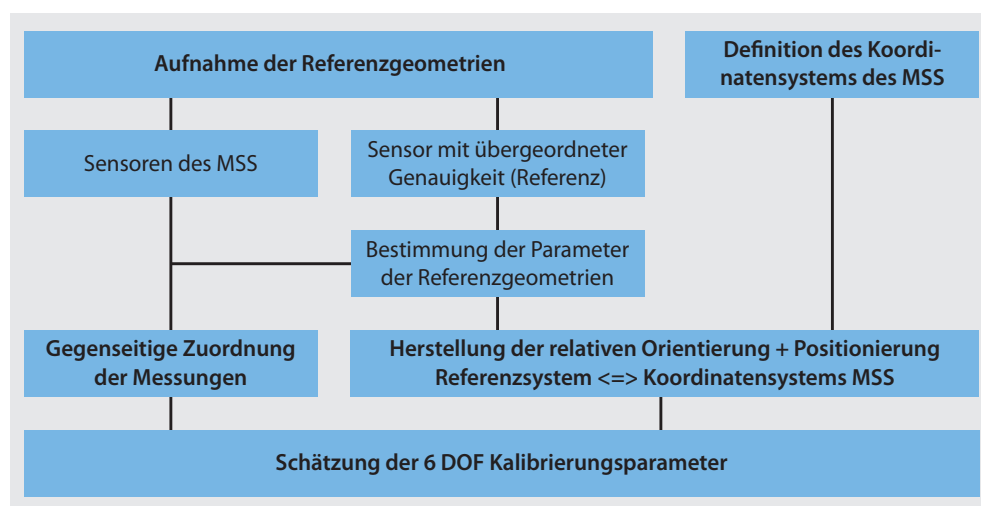 Aufnahme der Referenzgeometrien
Definition des Koordi-
natensystems des MSS
Sensoren des MSS
Sensor mit übergeordneter
Genauigkeit (Referenz)
Bestimmung der Parameter
der Referenzgeometrien
Gegenseitige Zuordnung
der Messungen
Herstellung der relativen Orientierung + Positionierung
Referenzsystem <=> Koordinatensystems MSS
Schätzung der 6 DOF Kalibrierungsparameter